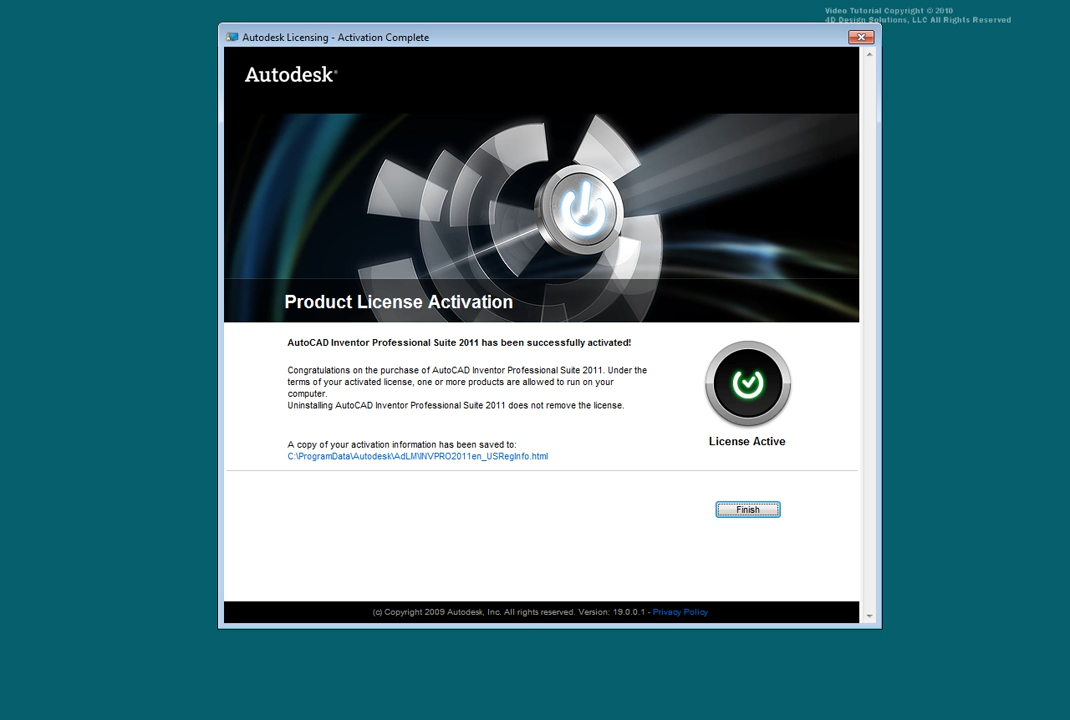 Video Tutorial Copyright © 2010
4D Design Solutions, LLC All Rights Reserved
Autodesk Licensing - Activation Complete
Autodesk®
Product License Activation
AutoCAD Inventor Professional Suite 2011 has been successfully activated!
Congratulations on the purchase of AutoCAD Inventor Professional Suite 2011. Under the
terms of your activated license, one or more products are allowed to run on your
computer.
Uninstalling AutoCAD Inventor Professional Suite 2011 does not remove the license.
License Active
A copy of your activation information has been saved to:
C:\ProgramData\Autodesk\AdLM\INVPRO2011en_USRegInfo.html
Finish
(c) Copyright 2009 Autodesk, Inc. All rights reserved. Version: 19.0.0.1 - Privacy Policy